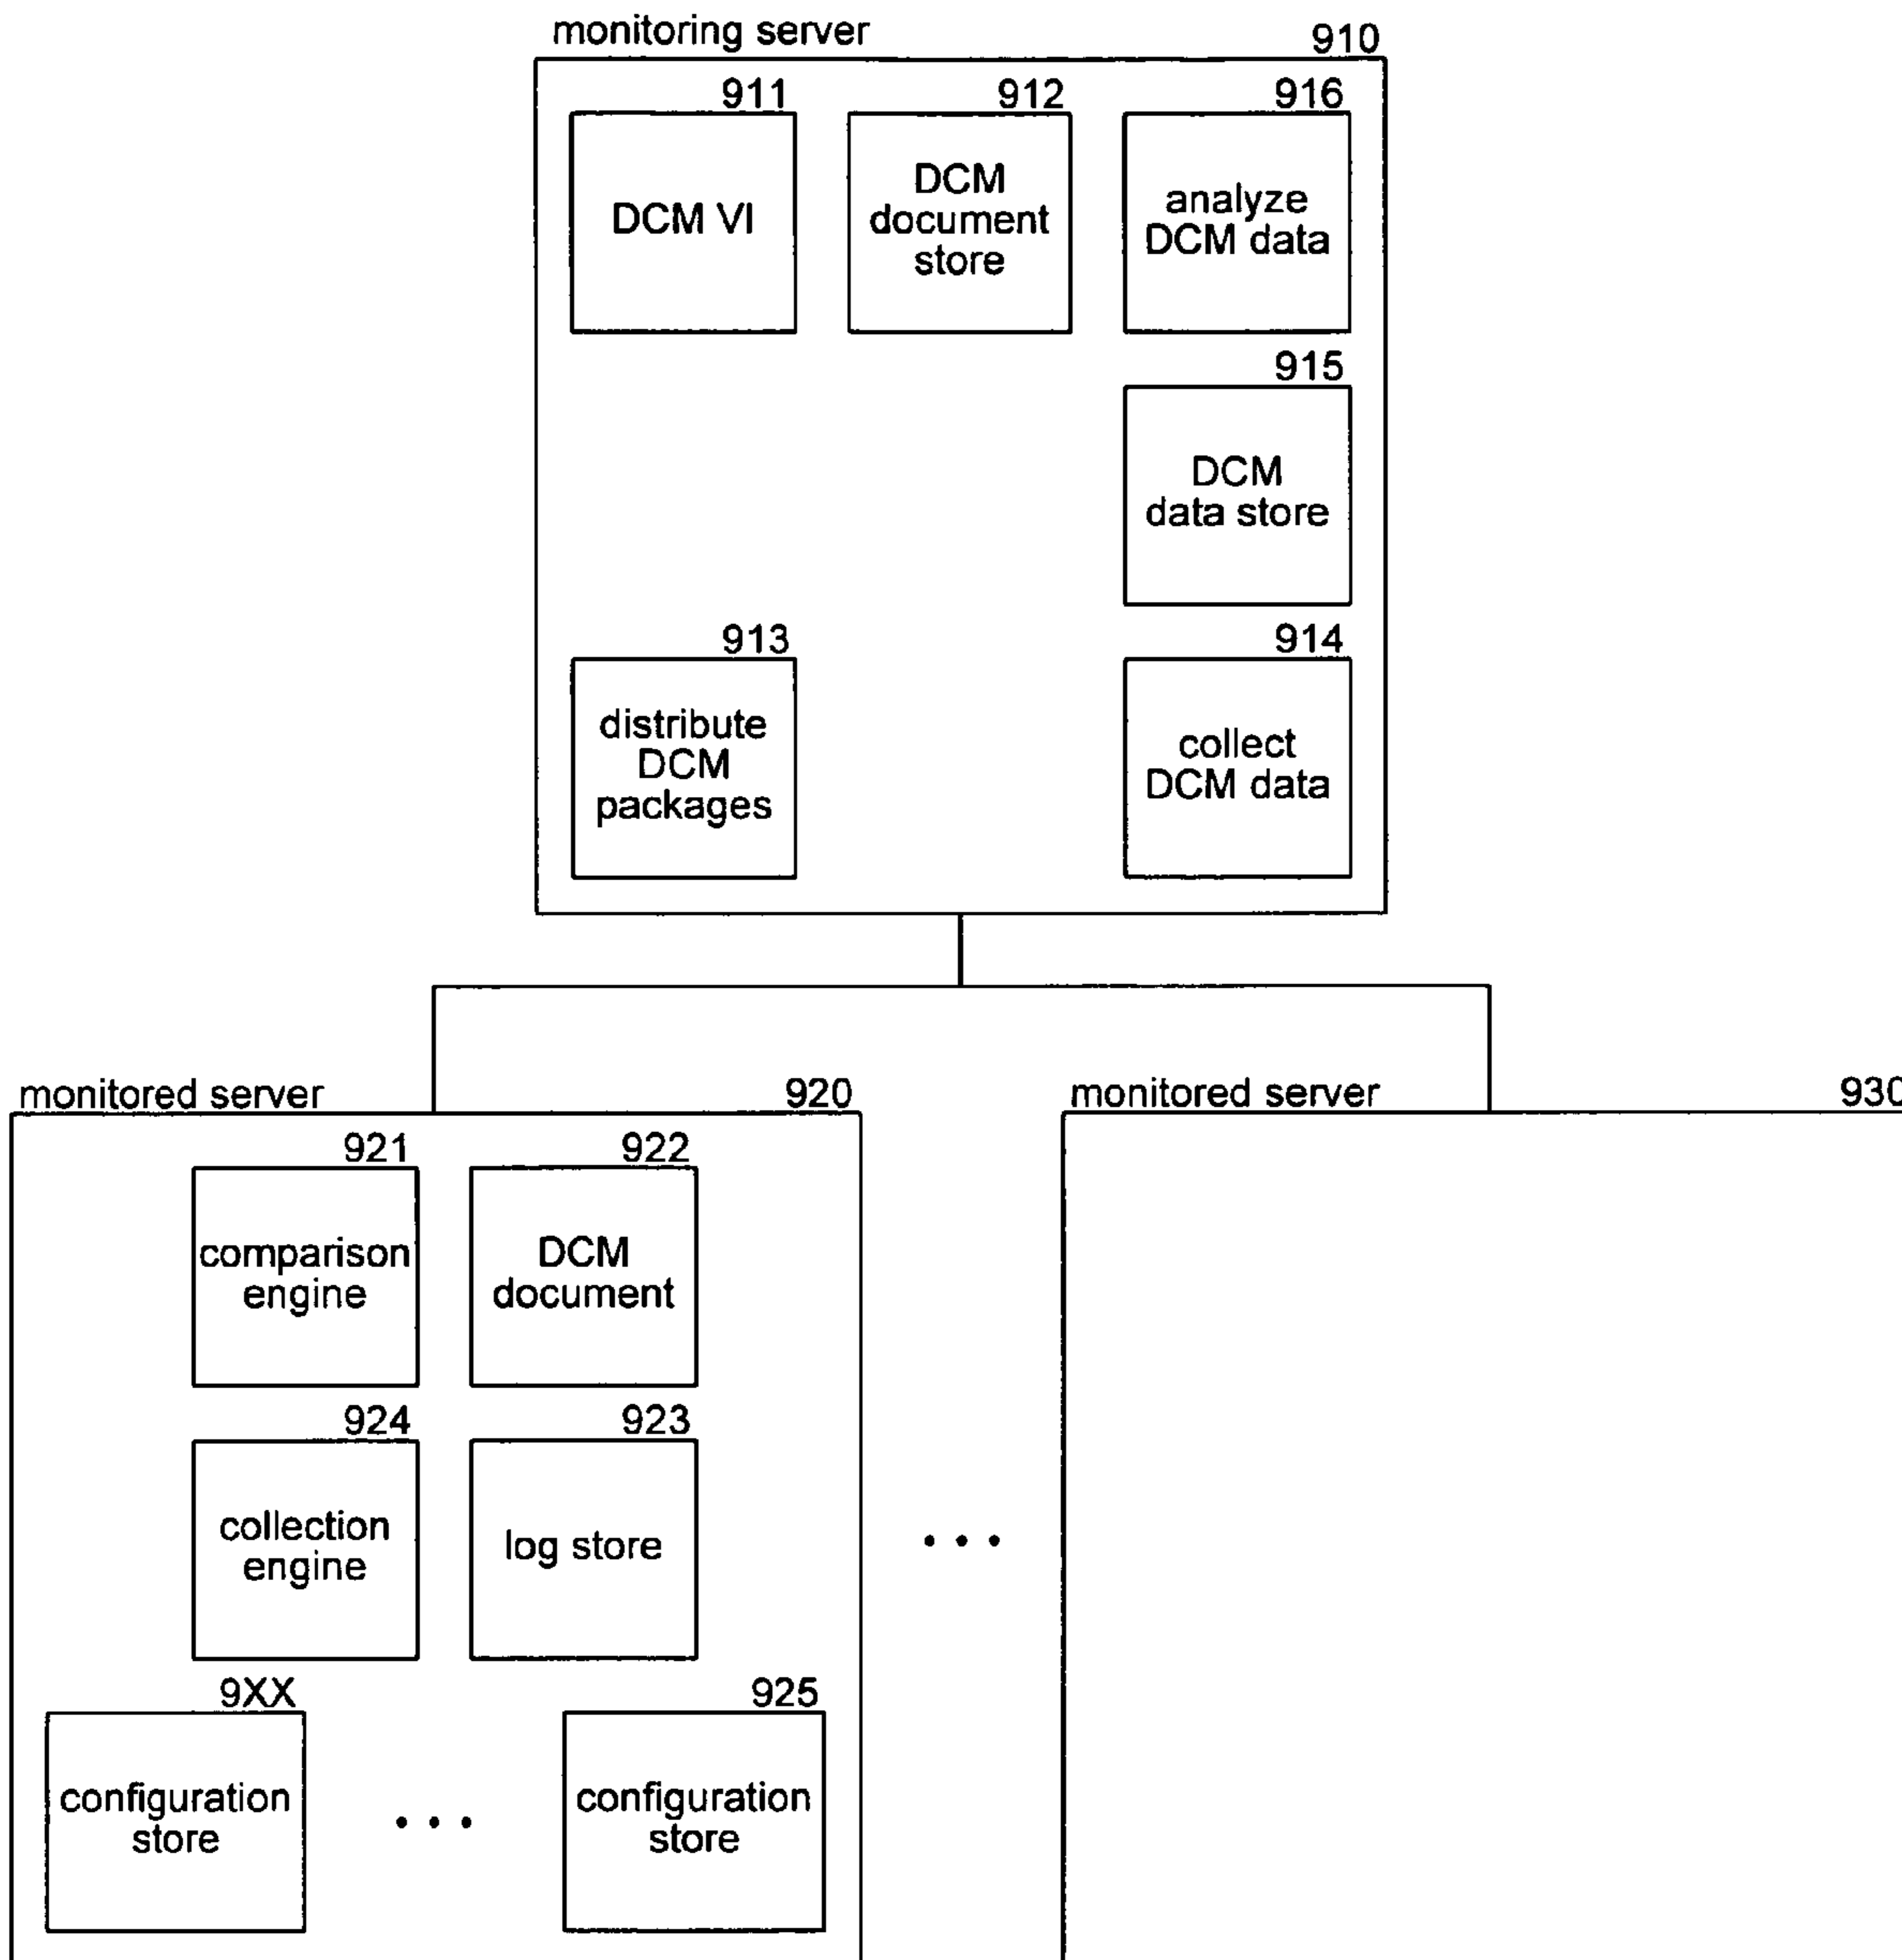 monitoring server 910
911
DCM VI
912
DCM
document
store
916
analyze
DCM data
915
DCM
data store
913
distribute
DCM
packages
914
collect
DCM data
monitored server 920
921
comparison
engine
922
DCM
document
924
collection
engine
923
log store
9XX
configuration
store
• • •
925
configuration
store
• • •
monitored server 930